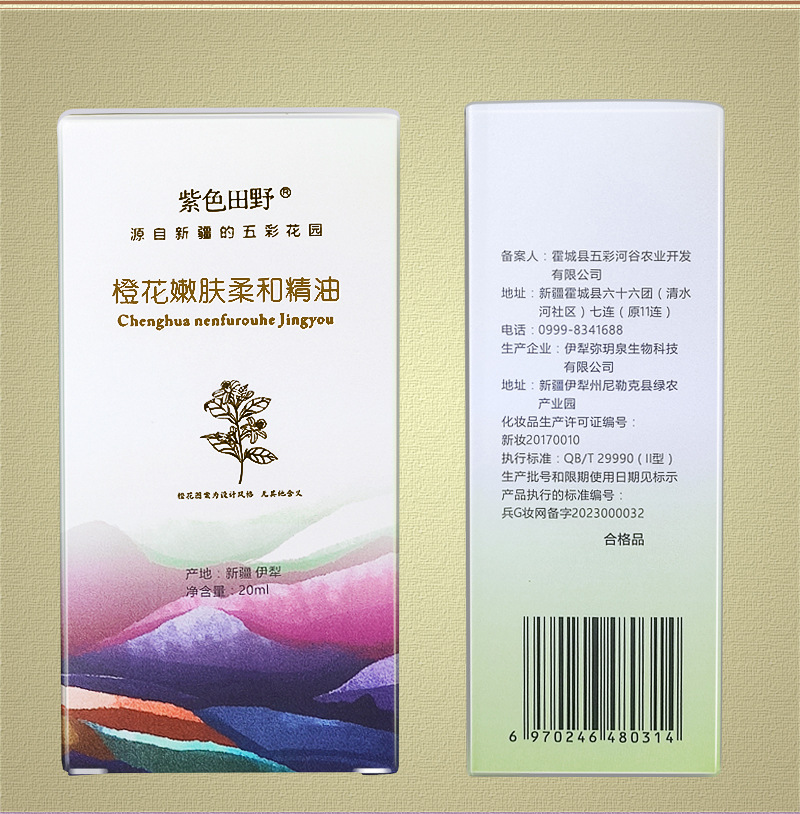 紫色田野®
源自新疆的五彩花园
橙花嫩肤柔和精油
Chenghua nenfurouhe Jingyou
橙花图案为设计风格 无其他含义
产地：新疆 伊犁
净含量：20ml
备案人：霍城县五彩河谷农业开发
有限公司
地址：新疆霍城县六十六团（清水
河社区）七连（原11连）
电话：0999-8341688
生产企业：伊犁弥玥泉生物科技
有限公司
地址：新疆伊犁州尼勒克县绿农
产业园
化妆品生产许可证编号：
新妆20170010
执行标准：QB/T 29990（II型）
生产批号和限期使用日期见标示
产品执行的标准编号：
兵G妆网备字2023000032
合格品
6 970246 480314